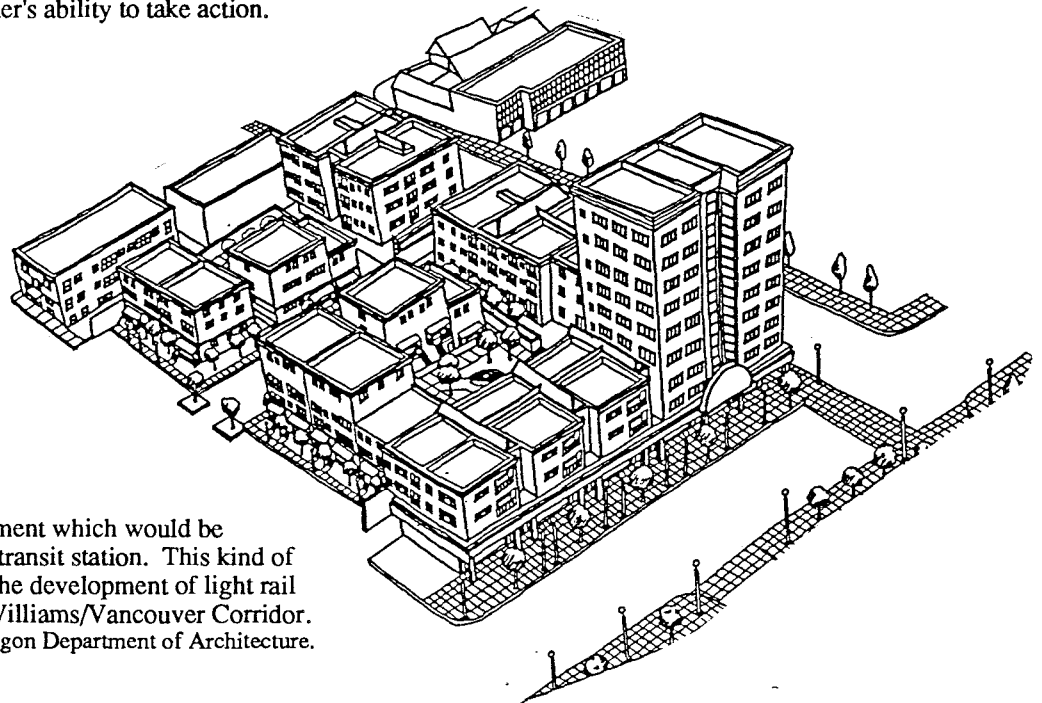 er's ability to take action.
ment which would be
transit station. This kind of
he development of light rail
Villiams/Vancouver Corridor.
gon Department of Architecture.